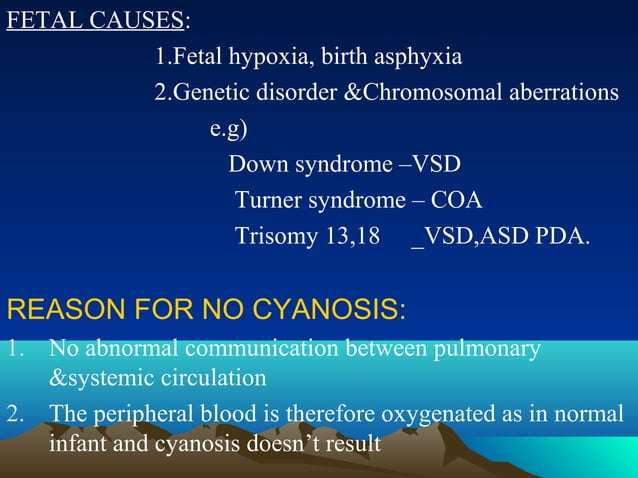 FETAL CAUSES:
1.Fetal hypoxia, birth asphyxia
2.Genetic disorder &Chromosomal aberrations
e.g)
Down syndrome –VSD
Turner syndrome – COA
Trisomy 13,18 _VSD,ASD PDA.
REASON FOR NO CYANOSIS:
1. No abnormal communication between pulmonary
&systemic circulation
2. The peripheral blood is therefore oxygenated as in normal
infant and cyanosis doesn’t result